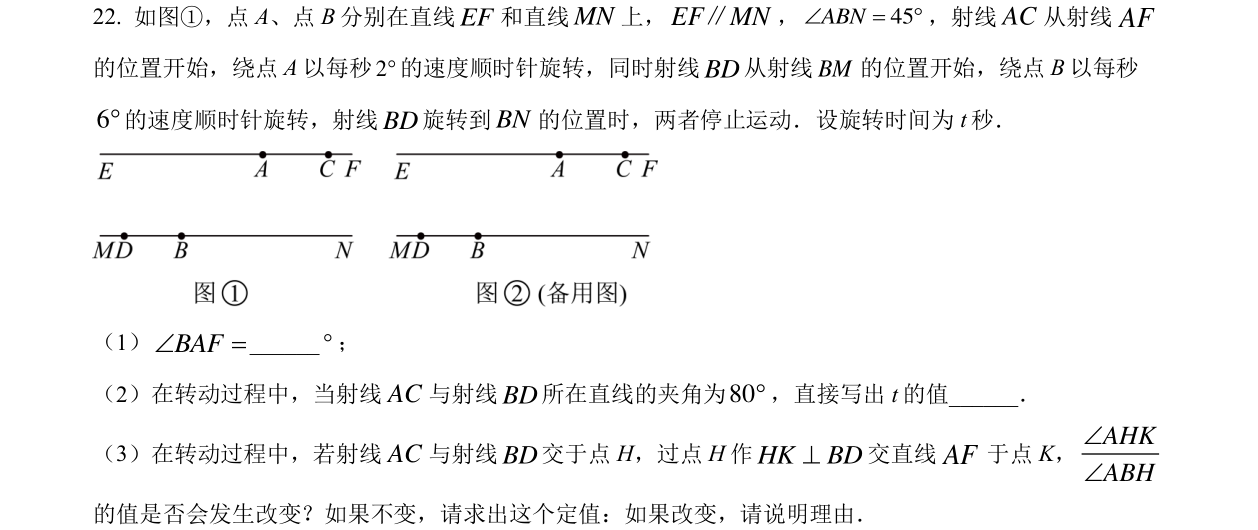 22. 如图①，点 A、点 B 分别在直线 EF 和直线 MN 上，EF∥MN，∠ABN = 45°，射线 AC 从射线 AF
的位置开始，绕点 A 以每秒 2° 的速度顺时针旋转，同时射线 BD 从射线 BM 的位置开始，绕点 B 以每秒
6° 的速度顺时针旋转，射线 BD 旋转到 BN 的位置时，两者停止运动．设旋转时间为 t 秒．
E A C F E A C F
M D B N M D B N
图① 图②(备用图)
（1）∠BAF =______°；
（2）在转动过程中，当射线 AC 与射线 BD 所在直线的夹角为 80°，直接写出 t 的值______．
（3）在转动过程中，若射线 AC 与射线 BD 交于点 H，过点 H 作 HK ⊥ BD 交直线 AF 于点 K，∠AHK/∠ABH
的值是否会发生改变？如果不变，请求出这个定值：如果改变，请说明理由．